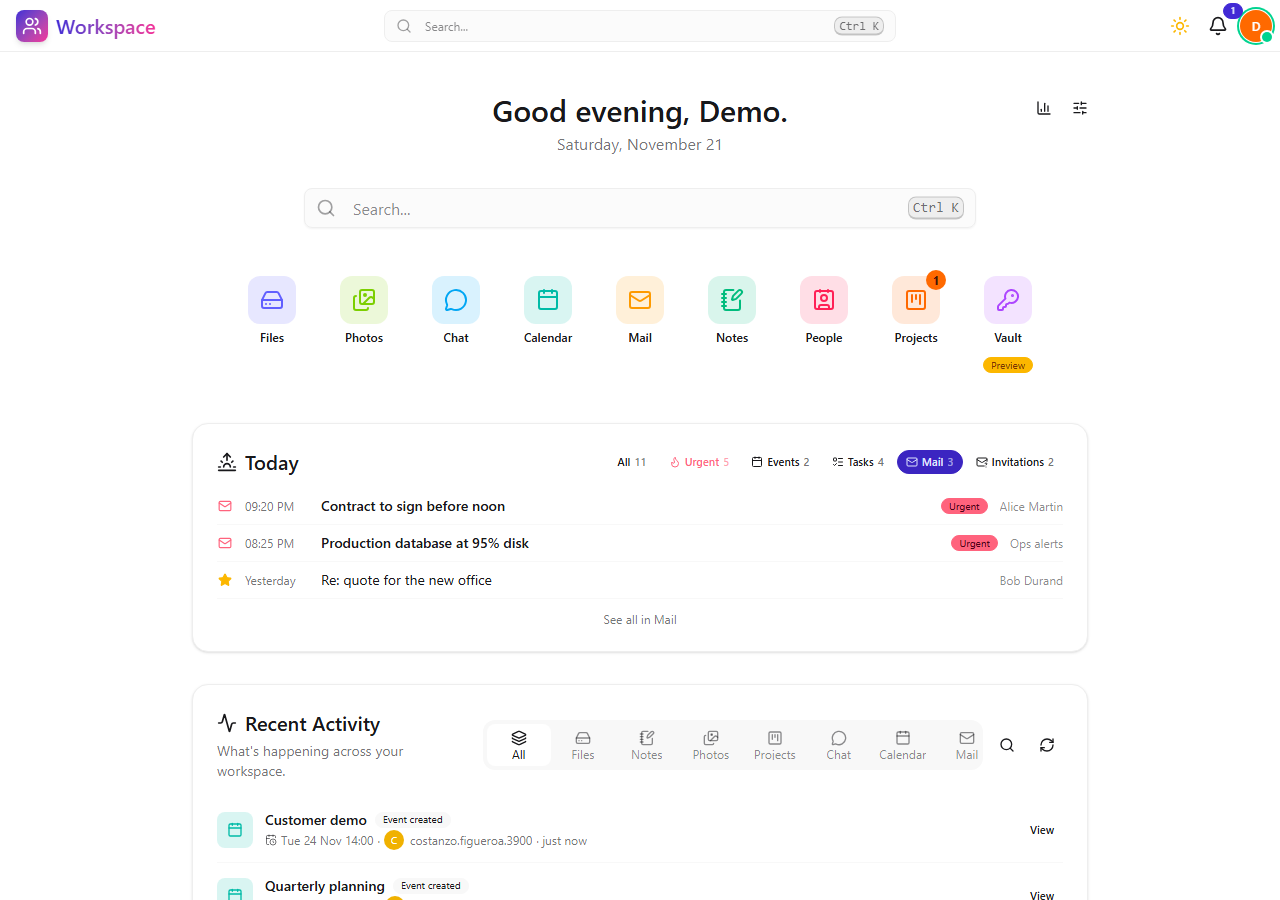 Workspace
Search...
Ctrl K
1
D
Good evening, Demo.
Saturday, November 21
Search...
Ctrl K
Files
Photos
Chat
Calendar
Mail
Notes
People
1
Projects
Vault
Preview
Today
All 11
Urgent 5
Events 2
Tasks 4
Mail 3
Invitations 2
09:20 PM Contract to sign before noon Urgent Alice Martin
08:25 PM Production database at 95% disk Urgent Ops alerts
Yesterday Re: quote for the new office Bob Durand
See all in Mail
Recent Activity
What's happening across your
workspace.
All
Files
Notes
Photos
Projects
Chat
Calendar
Mail
Customer demo Event created
Tue 24 Nov 14:00 · C costanzo.figueroa.3900 · just now
View
Quarterly planning Event created
View